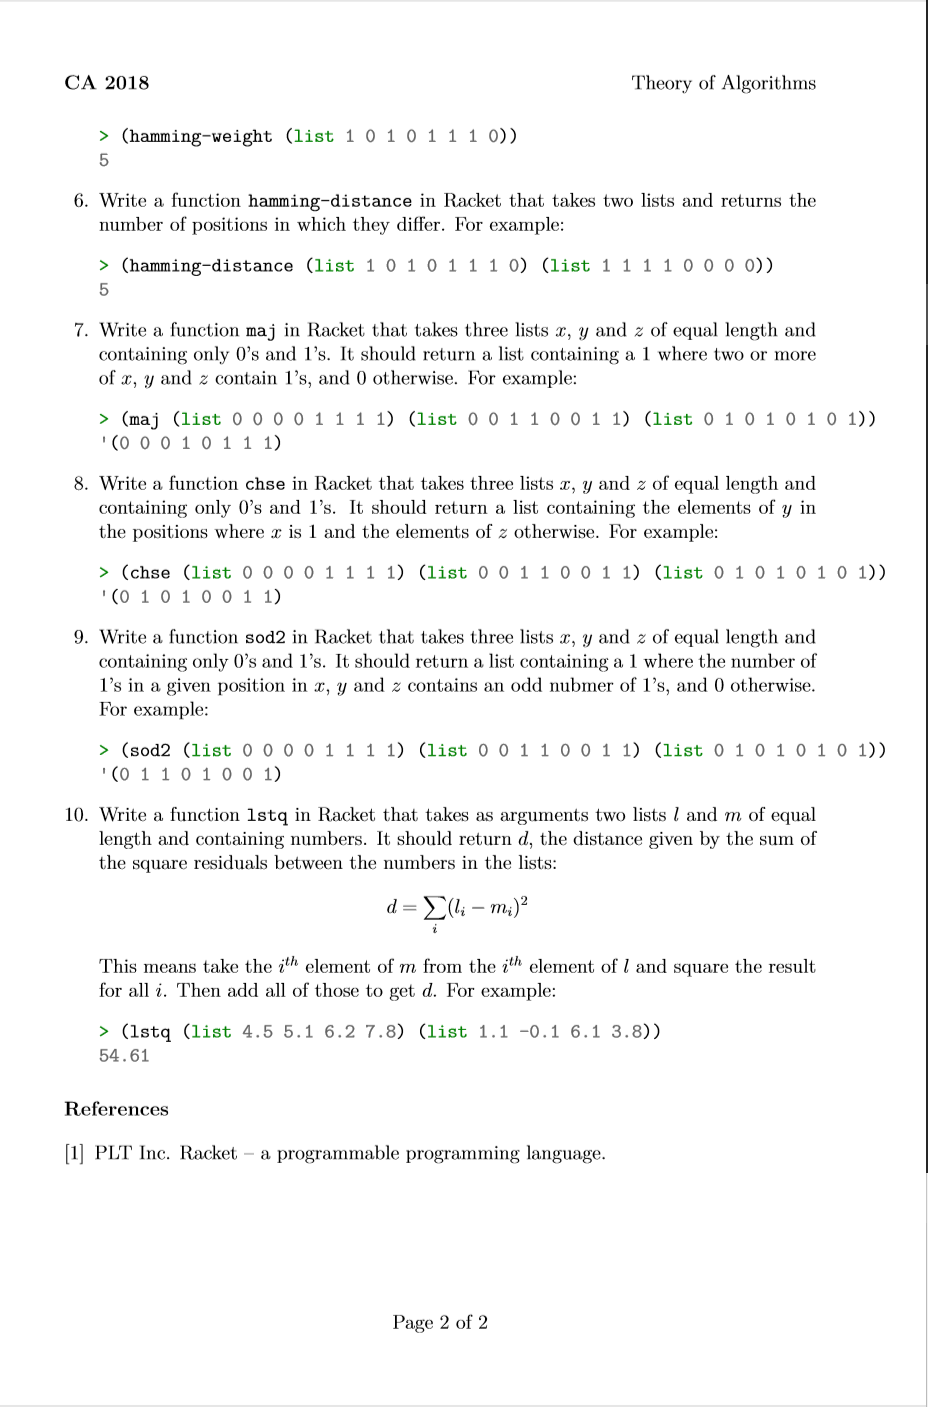 CA 2018
Theory of Algorithms
> (hamming-weight (list 1 0 1 0 1 1 1 0))
5
6. Write a function hamming-distance in Racket that takes two lists and returns the
number of positions in which they differ. For example:
> (hamming-distance (list 1 0 1 0 1 1 1 0) (list 1 1 1 1 0 0 0 0))
5
7. Write a function maj in Racket that takes three lists x, y and z of equal length and
containing only 0's and 1's. It should return a list containing a 1 where two or more
of x, y and z contain 1's, and 0 otherwise. For example:
> (maj (list 0 0 0 0 1 1 1 1) (list 0 0 1 1 0 0 1 1) (list 0 1 0 1 0 1 0 1))
'(0 0 0 1 0 1 1 1)
8. Write a function chse in Racket that takes three lists x, y and z of equal length and
containing only 0's and 1's. It should return a list containing the elements of y in
the positions where x is 1 and the elements of z otherwise. For example:
> (chse (list 0 0 0 0 1 1 1 1) (list 0 0 1 1 0 0 1 1) (list 0 1 0 1 0 1 0 1))
'(0 1 0 1 0 0 1 1)
9. Write a function sod2 in Racket that takes three lists x, y and z of equal length and
containing only 0's and 1's. It should return a list containing a 1 where the number of
1's in a given position in x, y and z contains an odd nubmer of 1's, and 0 otherwise.
For example:
> (sod2 (list 0 0 0 0 1 1 1 1) (list 0 0 1 1 0 0 1 1) (list 0 1 0 1 0 1 0 1))
'(0 1 1 0 1 0 0 1)
10. Write a function lstq in Racket that takes as arguments two lists l and m of equal
length and containing numbers. It should return d, the distance given by the sum of
the square residuals between the numbers in the lists:
d = ∑(lᵢ − mᵢ)²
i
This means take the iᵗʰ element of m from the iᵗʰ element of l and square the result
for all i. Then add all of those to get d. For example:
> (lstq (list 4.5 5.1 6.2 7.8) (list 1.1 -0.1 6.1 3.8))
54.61
References
[1] PLT Inc. Racket – a programmable programming language.
Page 2 of 2